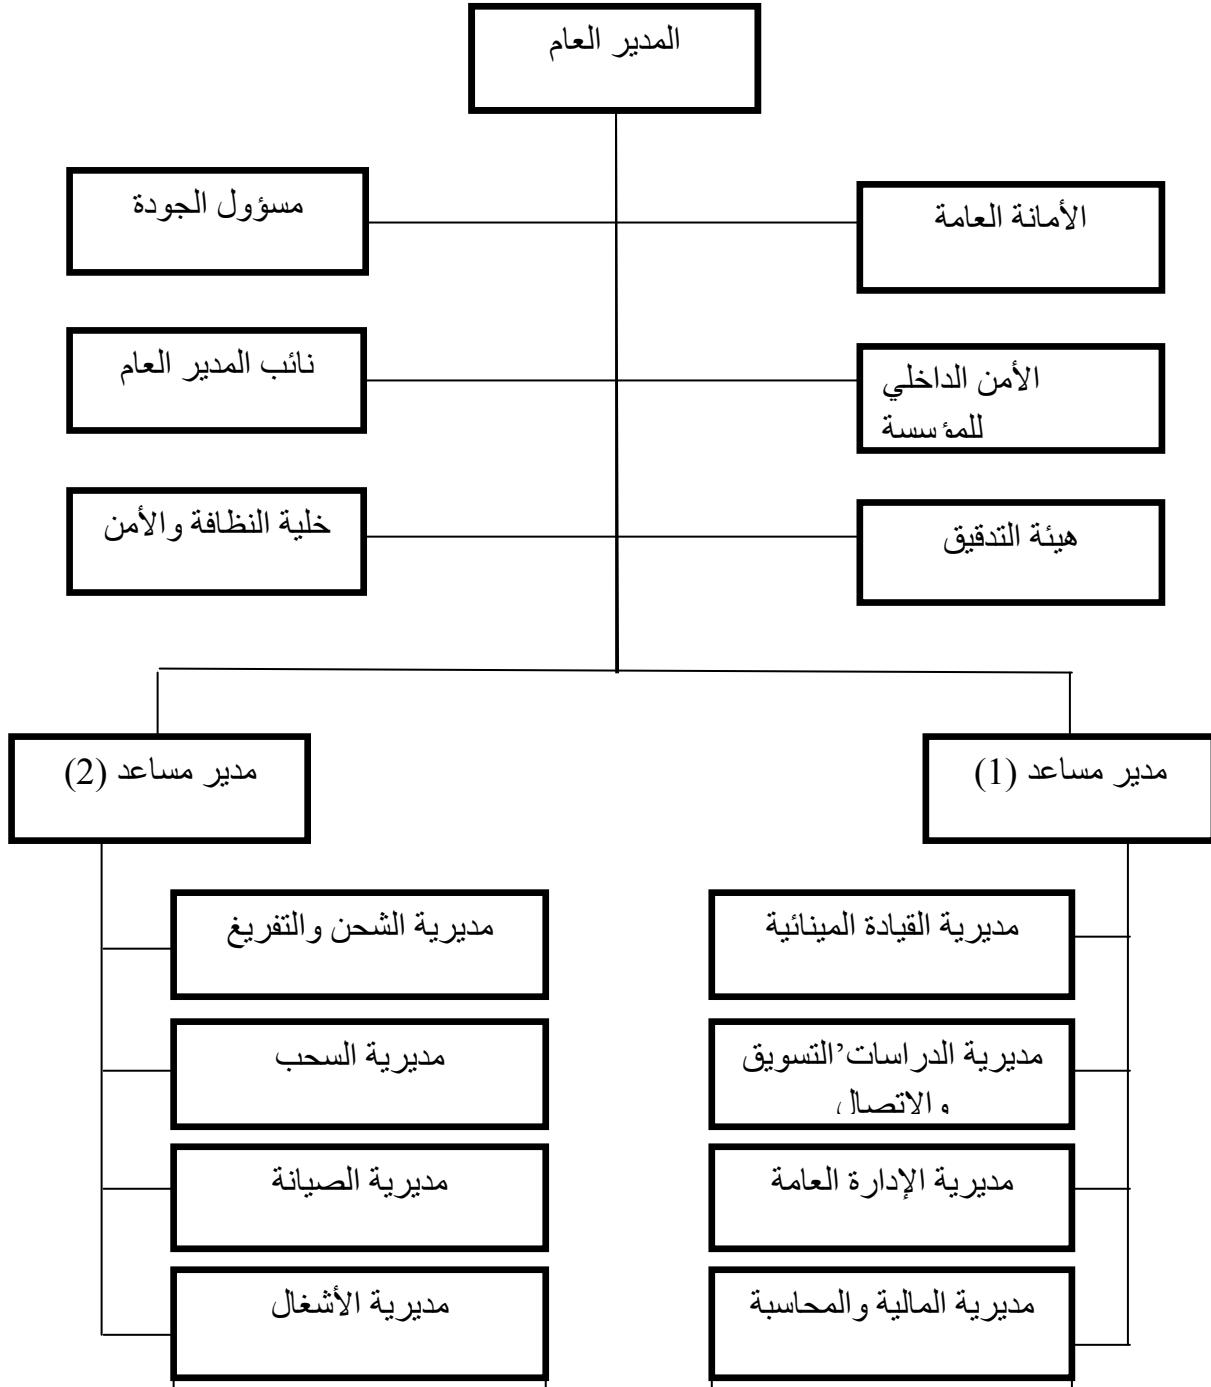 المدير العام
الأمانة العامة
مسؤول الجودة
الأمن الداخلي
للمؤسسة
نائب المدير العام
هيئة التدقيق
خلية النظافة والأمن
مدير مساعد (1)
مدير مساعد (2)
مديرية القيادة المينائية
مديرية الدراسات’التسويق
والاتصال
مديرية الإدارة العامة
مديرية المالية والمحاسبة
مديرية الشحن والتفريغ
مديرية السحب
مديرية الصيانة
مديرية الأشغال